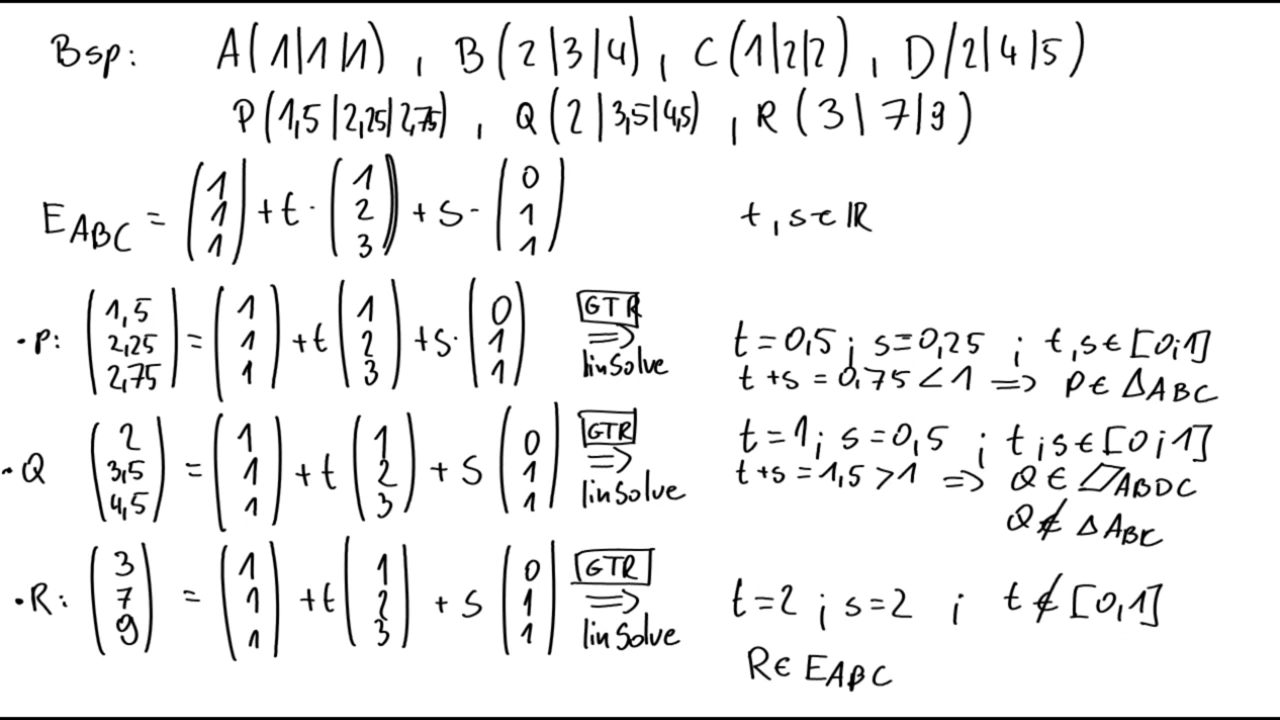 Bsp: A(1|1|1) , B(2|3|4) , C(1|2|2) , D(2|4|5)
P(1,5|2,25|2,75) , Q(2|3,5|4,5) , R(3|7|9)
E_ABC = (1 1 1) + t · (1 2 3) + s · (0 1 1) t, s ∈ ℝ
· P: (1,5 2,25 2,75) = (1 1 1) + t (1 2 3) + s · (0 1 1) GTR ⇒ linSolve t = 0,5 ; s = 0,25 ; t, s ∈ [0;1]
t + s = 0,75 < 1 ⇒ P ∈ △ABC
· Q (2 3,5 4,5) = (1 1 1) + t (1 2 3) + s (0 1 1) GTR ⇒ linSolve t = 1 ; s = 0,5 ; t ; s ∈ [0;1]
t + s = 1,5 > 1 ⇒ Q ∈ ▱ABDC
Q ∉ △ABC
· R: (3 7 9) = (1 1 1) + t (1 2 3) + s (0 1 1) GTR ⇒ linSolve t = 2 ; s = 2 ; t ∉ [0,1]
R ∈ E_ABC